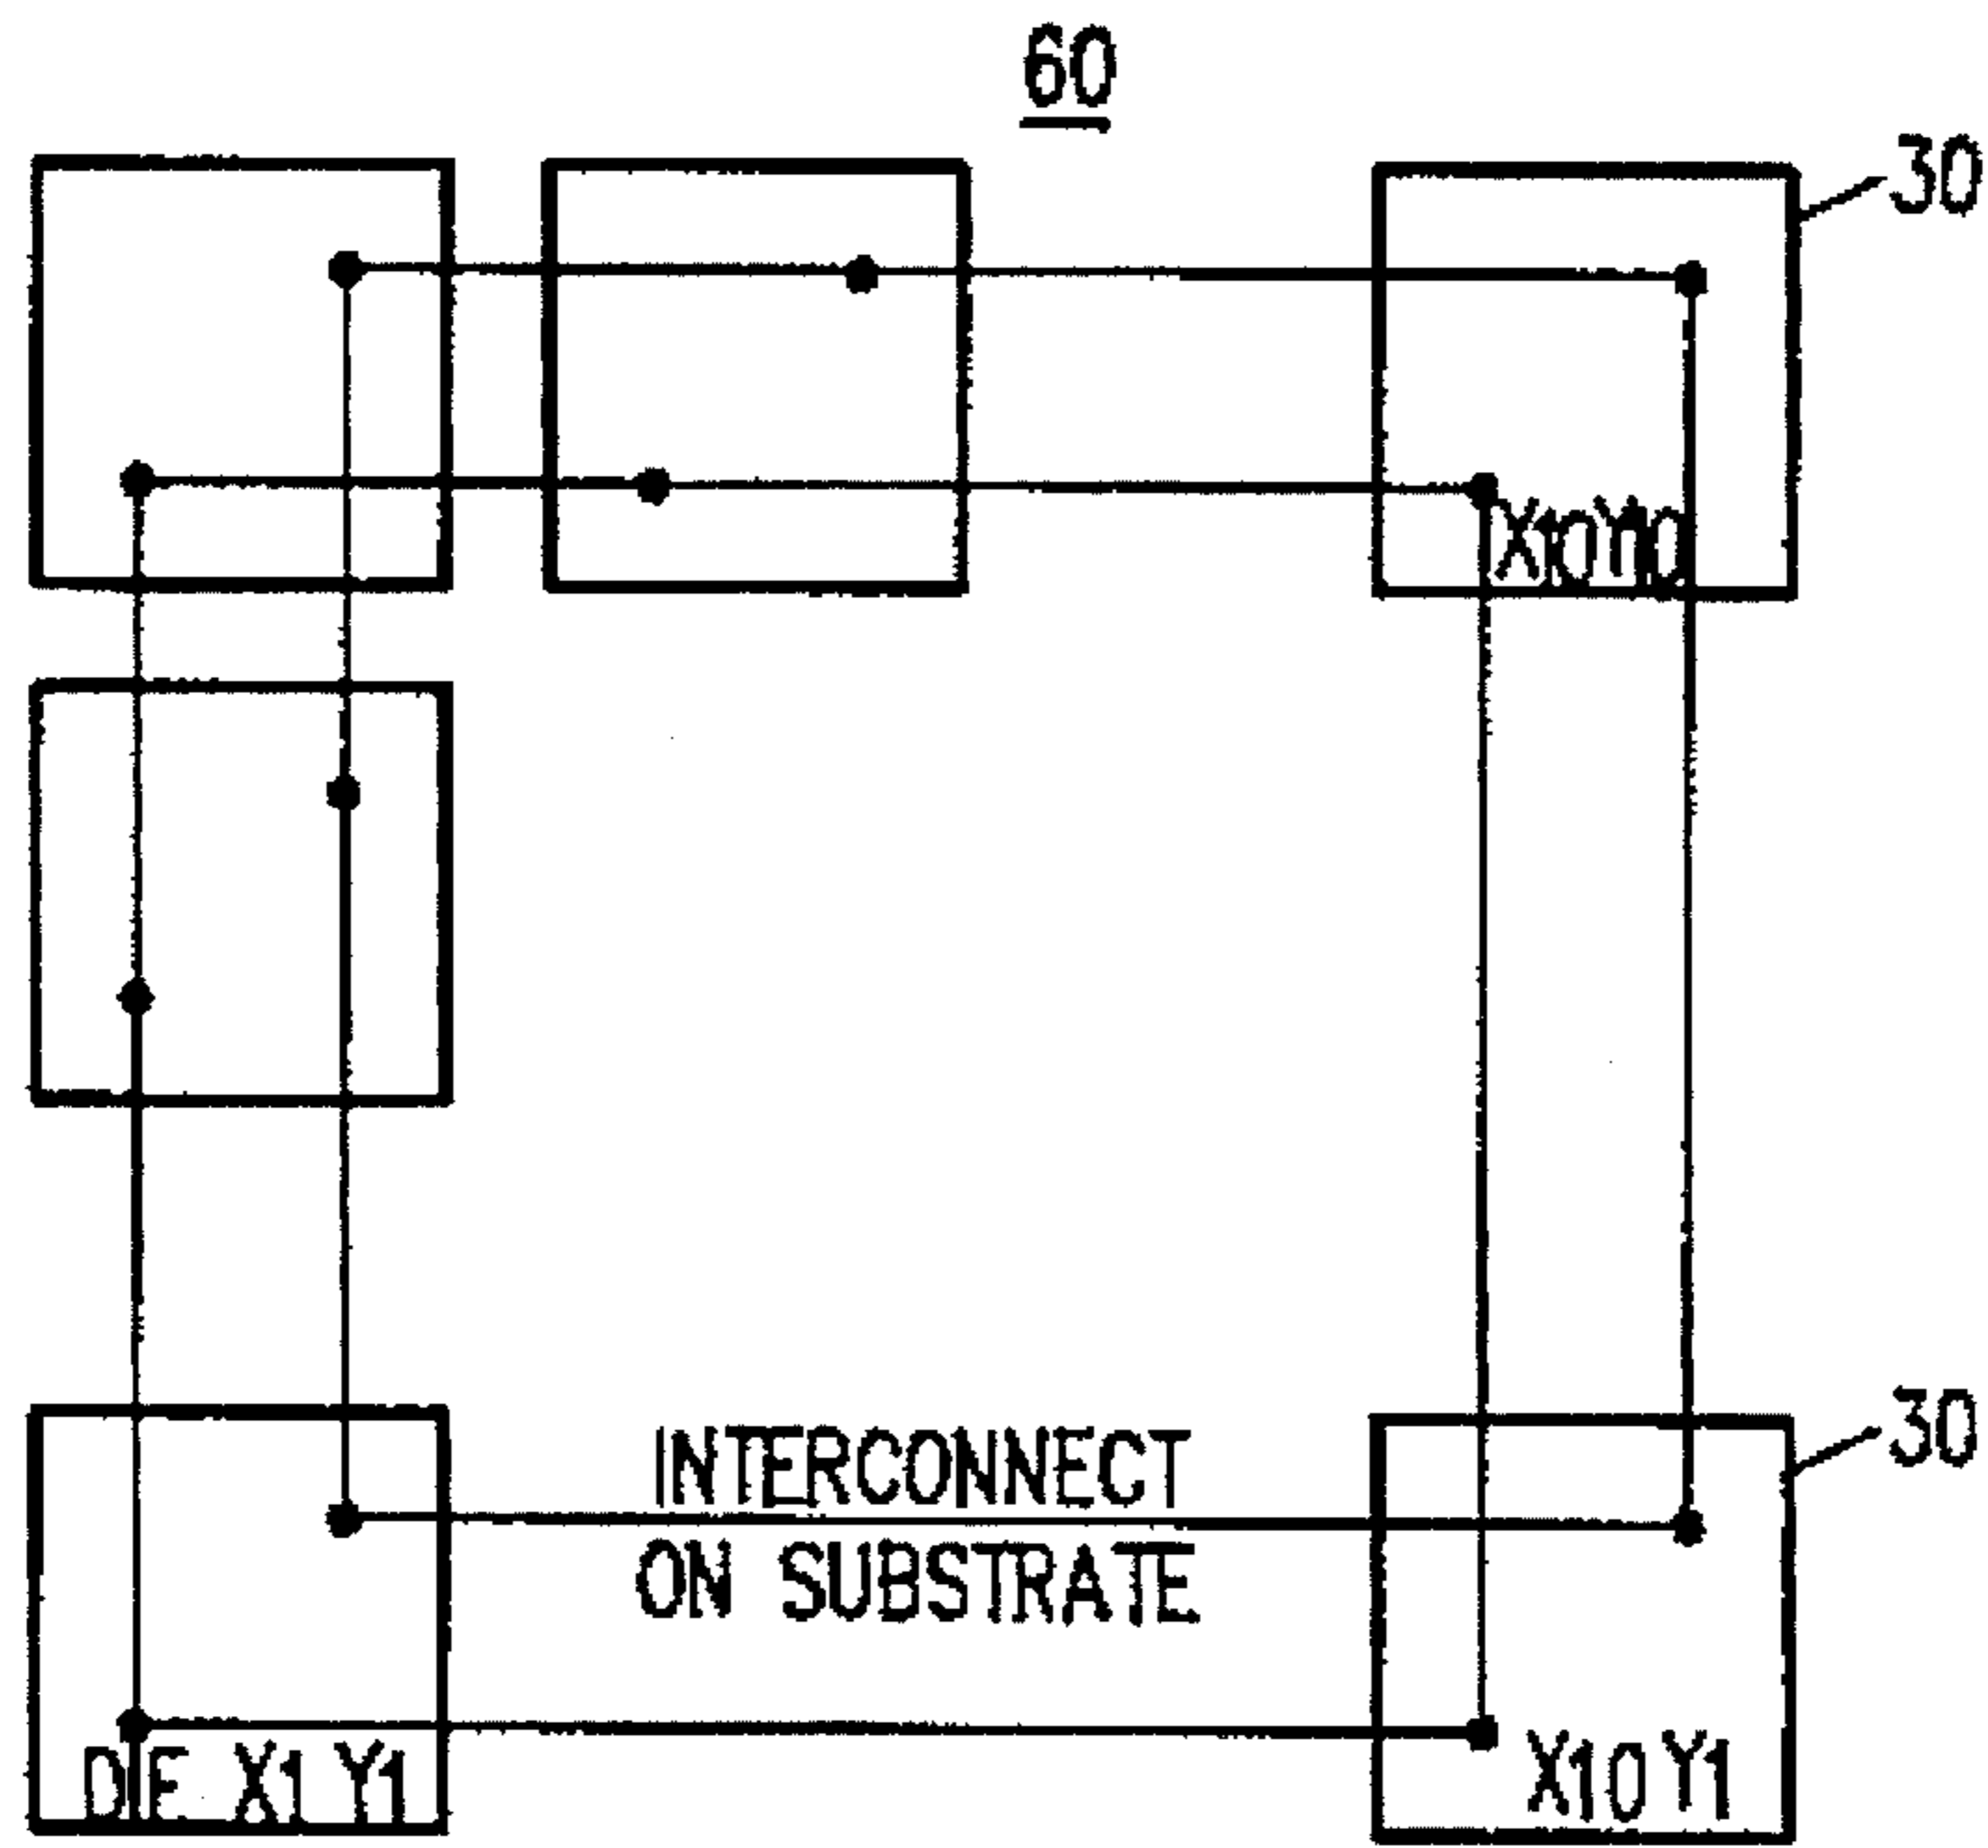 60
30
X10Y10
30
INTERCONNECT
ON SUBSTRATE
DIE X1 Y1
X10 Y1